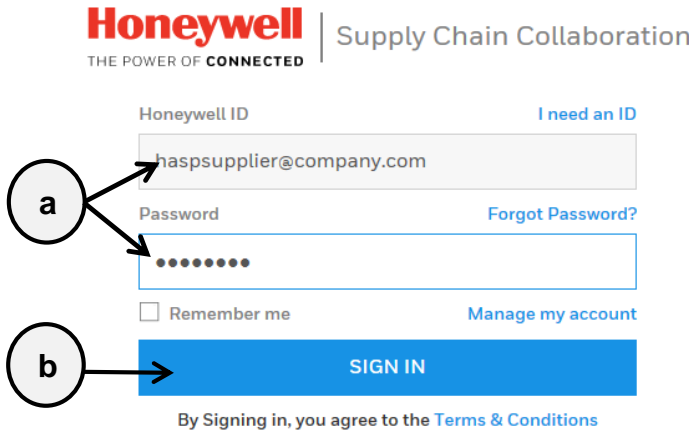 Honeywell
THE POWER OF CONNECTED
Supply Chain Collaboration
Honeywell ID I need an ID
haspsupplier@company.com
a
Password Forgot Password?
••••••••
Remember me Manage my account
b
SIGN IN
By Signing in, you agree to the Terms & Conditions